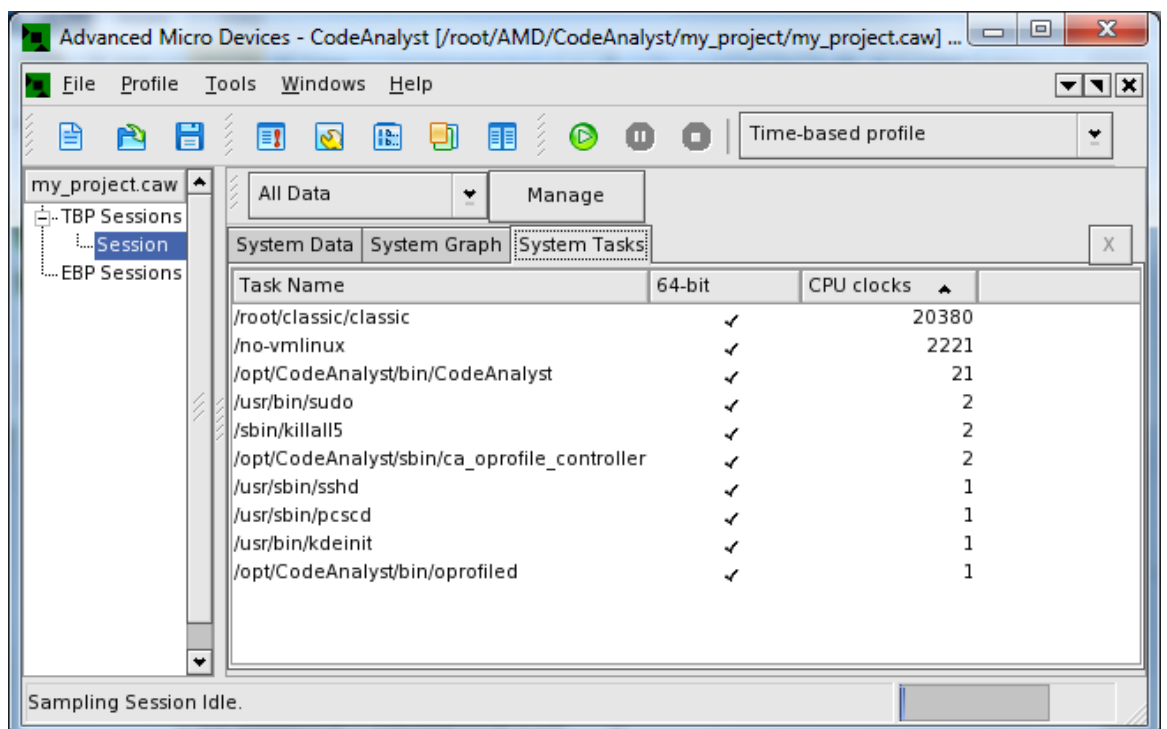 Advanced Micro Devices - CodeAnalyst [/root/AMD/CodeAnalyst/my_project/my_project.caw] ...
File Profile Tools Windows Help
Time-based profile
my_project.caw
All Data Manage
TBP Sessions
Session
EBP Sessions
System Data System Graph System Tasks X
Task Name 64-bit CPU clocks
/root/classic/classic 20380
/no-vmlinux 2221
/opt/CodeAnalyst/bin/CodeAnalyst 21
/usr/bin/sudo 2
/sbin/killall5 2
/opt/CodeAnalyst/sbin/ca_oprofile_controller 2
/usr/sbin/sshd 1
/usr/sbin/pcscd 1
/usr/bin/kdeinit 1
/opt/CodeAnalyst/bin/oprofiled 1
Sampling Session Idle.